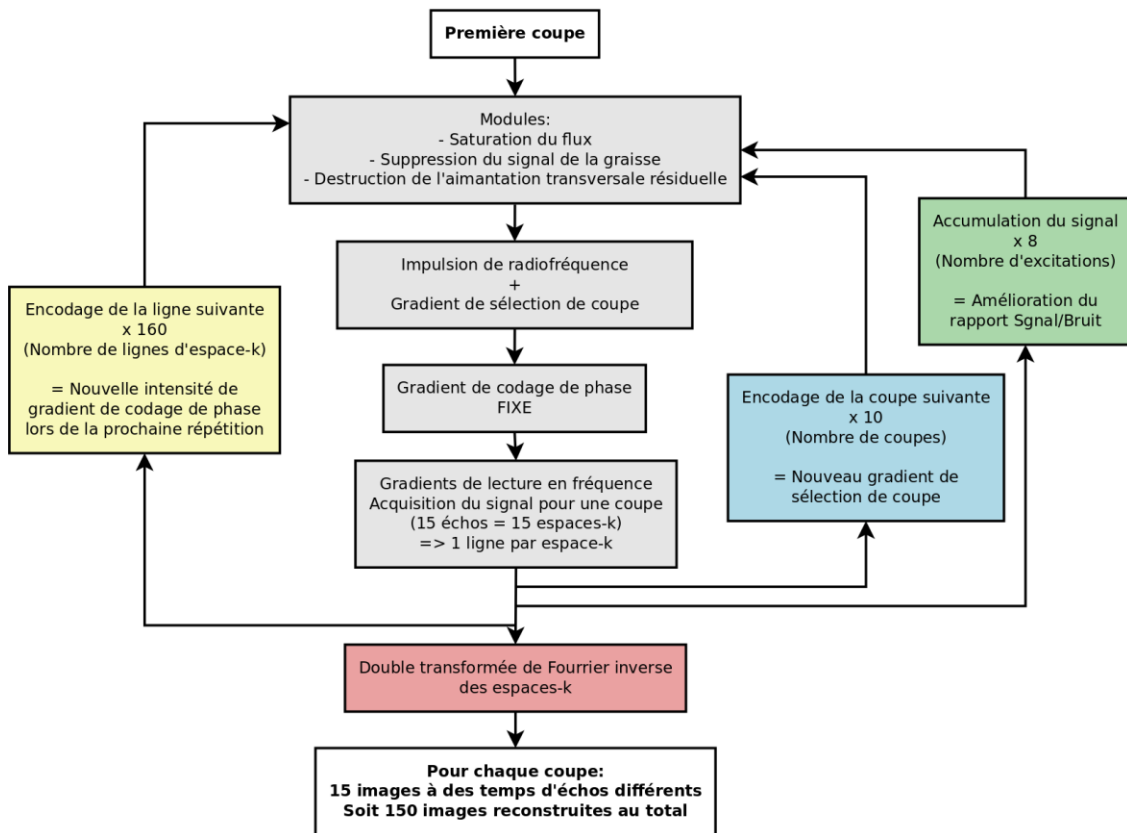 Première coupe
Modules:
- Saturation du flux
- Suppression du signal de la graisse
- Destruction de l'aimantation transversale résiduelle
Impulsion de radiofréquence
+
Gradient de sélection de coupe
Gradient de codage de phase
FIXE
Gradients de lecture en fréquence
Acquisition du signal pour une coupe
(15 échos = 15 espaces-k)
=> 1 ligne par espace-k
Encodage de la ligne suivante
x 160
(Nombre de lignes d'espace-k)
= Nouvelle intensité de
gradient de codage de phase
lors de la prochaine répétition
Encodage de la coupe suivante
x 10
(Nombre de coupes)
= Nouveau gradient de
sélection de coupe
Accumulation du signal
x 8
(Nombre d'excitations)
= Amélioration du
rapport Sgnal/Bruit
Double transformée de Fourrier inverse
des espaces-k
Pour chaque coupe:
15 images à des temps d'échos différents
Soit 150 images reconstruites au total